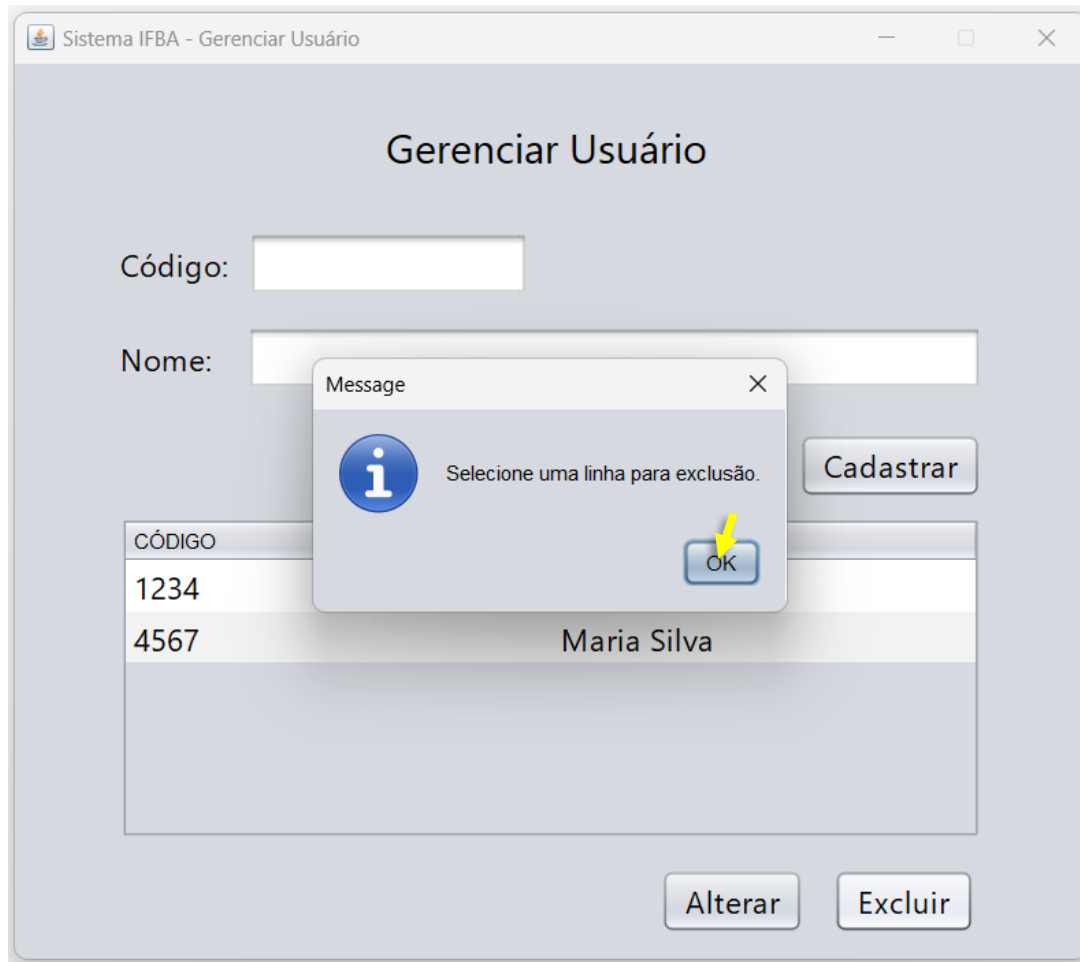 Sistema IFBA - Gerenciar Usuário
Gerenciar Usuário
Código:
Nome:
Message
Selecione uma linha para exclusão.
OK
Cadastrar
CÓDIGO
1234
4567 Maria Silva
Alterar Excluir